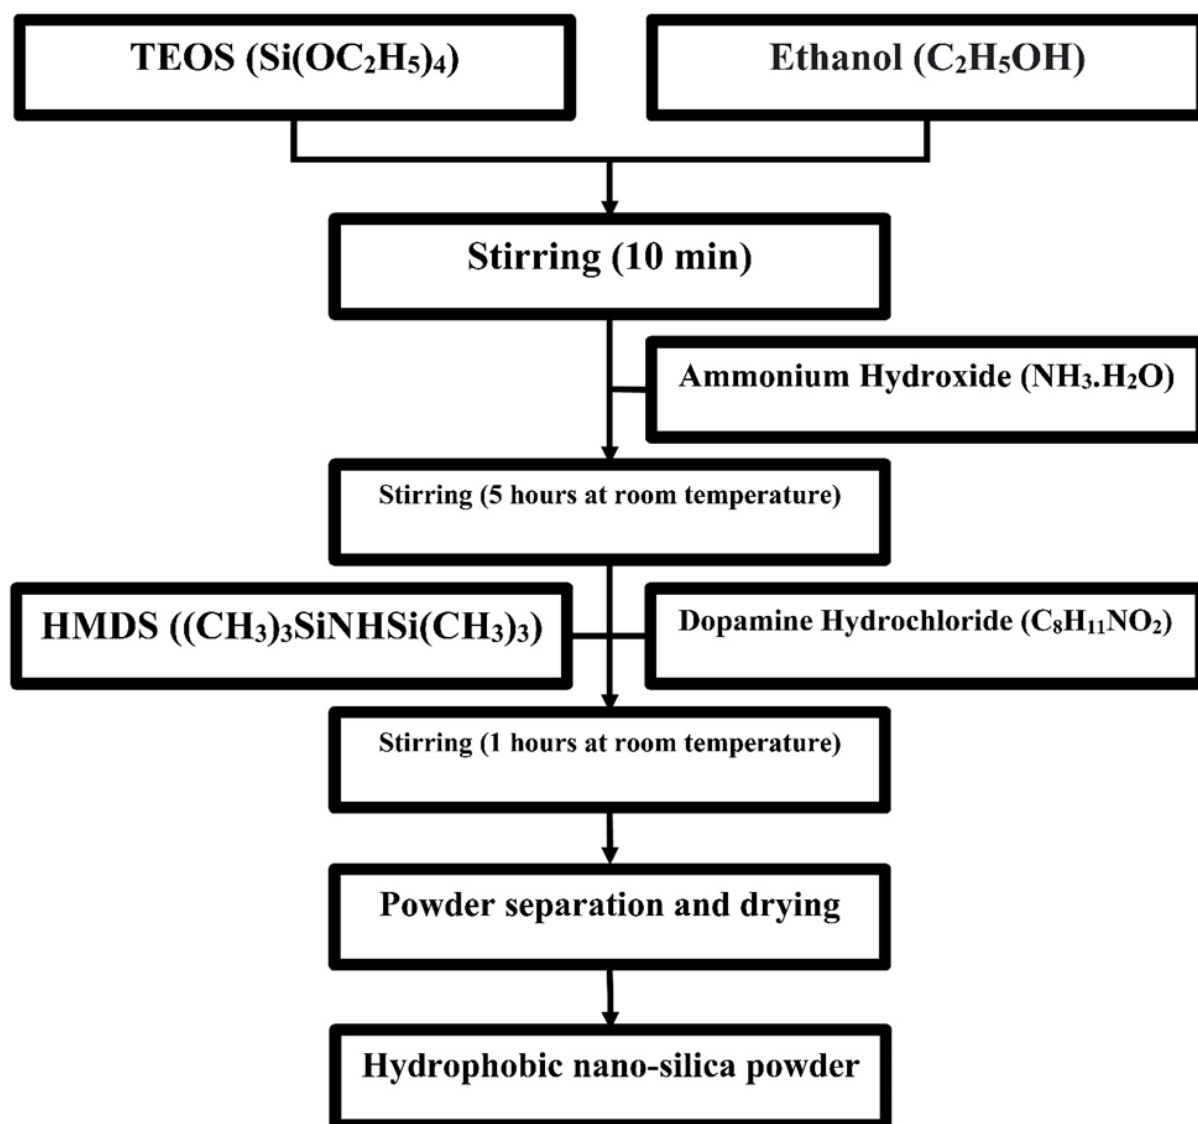 TEOS (Si(OC₂H₅)₄)
Ethanol (C₂H₅OH)
Stirring (10 min)
Ammonium Hydroxide (NH₃.H₂O)
Stirring (5 hours at room temperature)
HMDS ((CH₃)₃SiNHSi(CH₃)₃)
Dopamine Hydrochloride (C₈H₁₁NO₂)
Stirring (1 hours at room temperature)
Powder separation and drying
Hydrophobic nano-silica powder